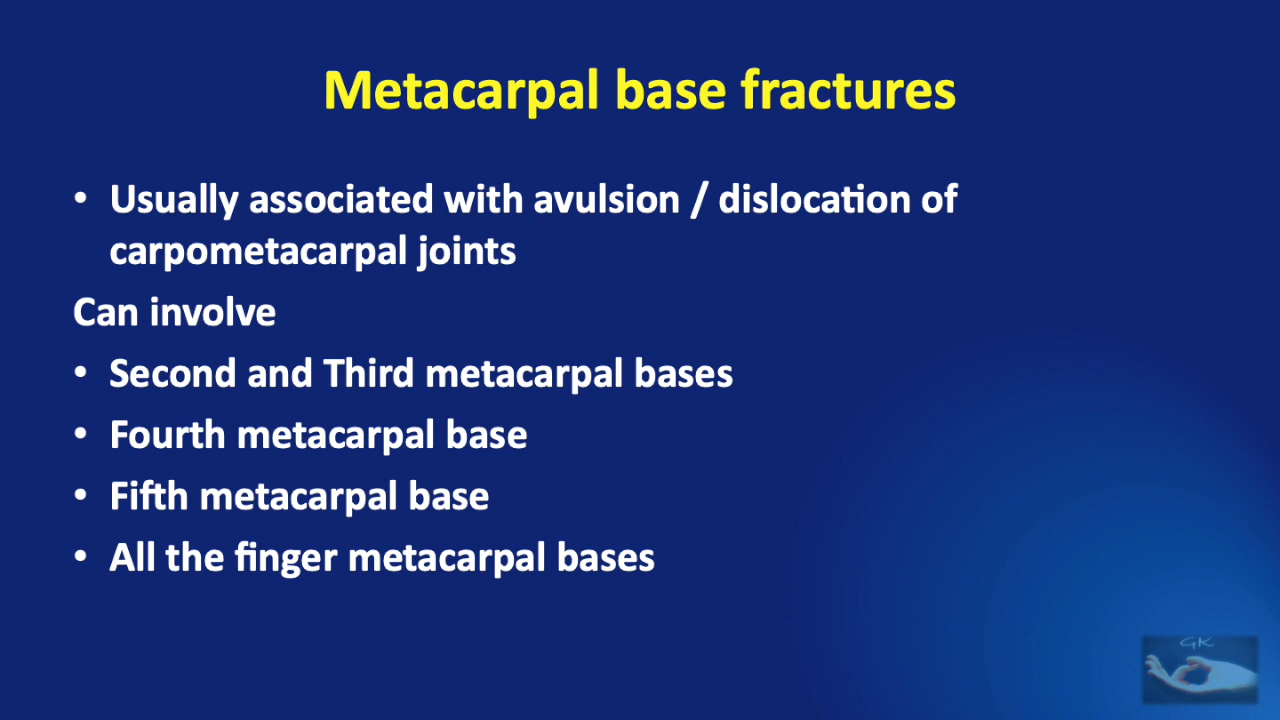 Metacarpal base fractures
• Usually associated with avulsion / dislocation of
carpometacarpal joints
Can involve
• Second and Third metacarpal bases
• Fourth metacarpal base
• Fifth metacarpal base
• All the finger metacarpal bases
GK